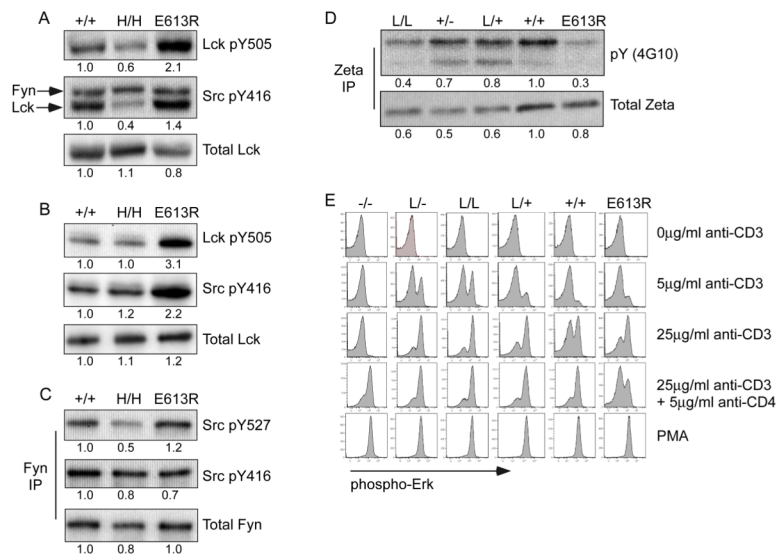 A
+/+ H/H E613R
Lck pY505
1.0 0.6 2.1
Fyn
Lck
Src pY416
1.0 0.4 1.4
Total Lck
1.0 1.1 0.8
B
+/+ H/H E613R
Lck pY505
1.0 1.0 3.1
Src pY416
1.0 1.2 2.2
Total Lck
1.0 1.1 1.2
C
+/+ H/H E613R
Src pY527
1.0 0.5 1.2
Fyn
IP
Src pY416
1.0 0.8 0.7
Total Fyn
1.0 0.8 1.0
D
L/L +/- L/+ +/+ E613R
pY (4G10)
0.4 0.7 0.8 1.0 0.3
Zeta
IP
Total Zeta
0.6 0.5 0.6 1.0 0.8
E
-/- L/- L/L L/+ +/+ E613R
0µg/ml anti-CD3
5µg/ml anti-CD3
25µg/ml anti-CD3
25µg/ml anti-CD3
+ 5µg/ml anti-CD4
PMA
phospho-Erk